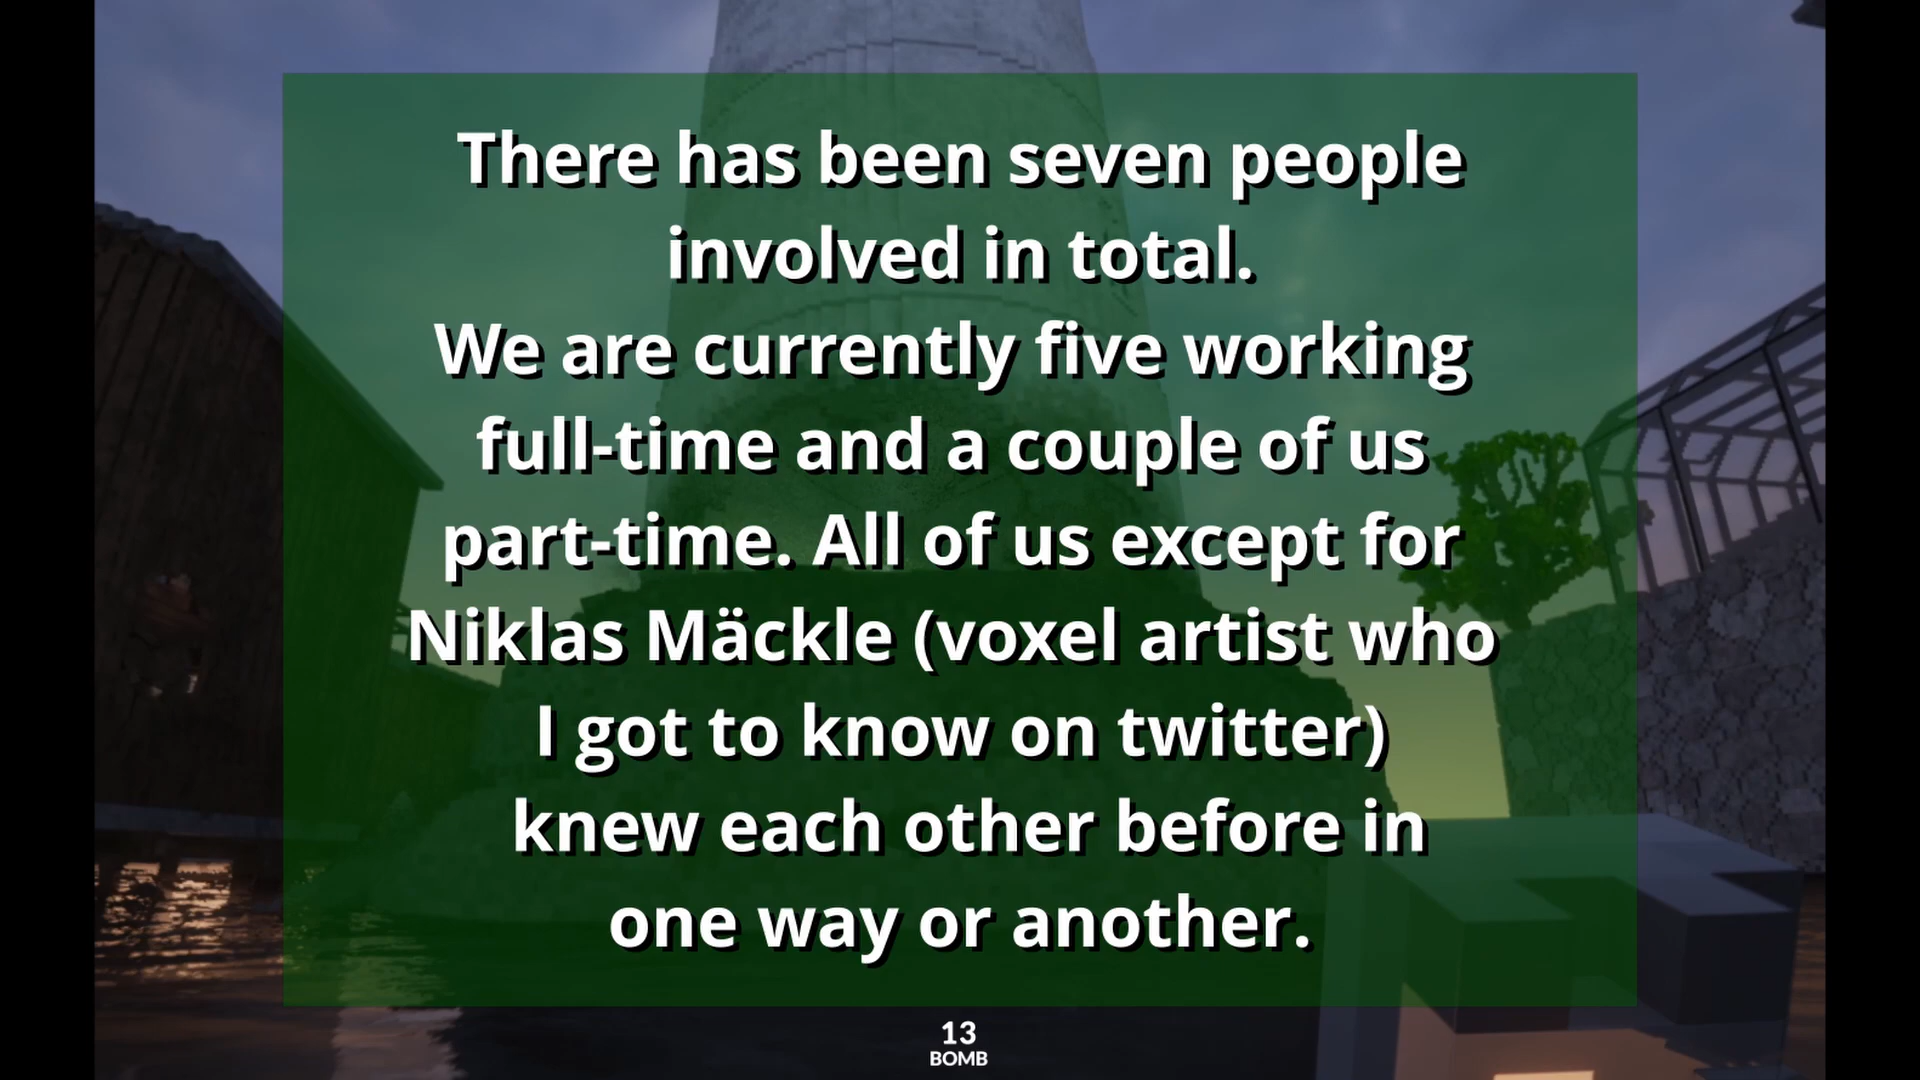 There has been seven people
involved in total.
We are currently five working
full-time and a couple of us
part-time. All of us except for
Niklas Mäckle (voxel artist who
I got to know on twitter)
knew each other before in
one way or another.
13
BOMB